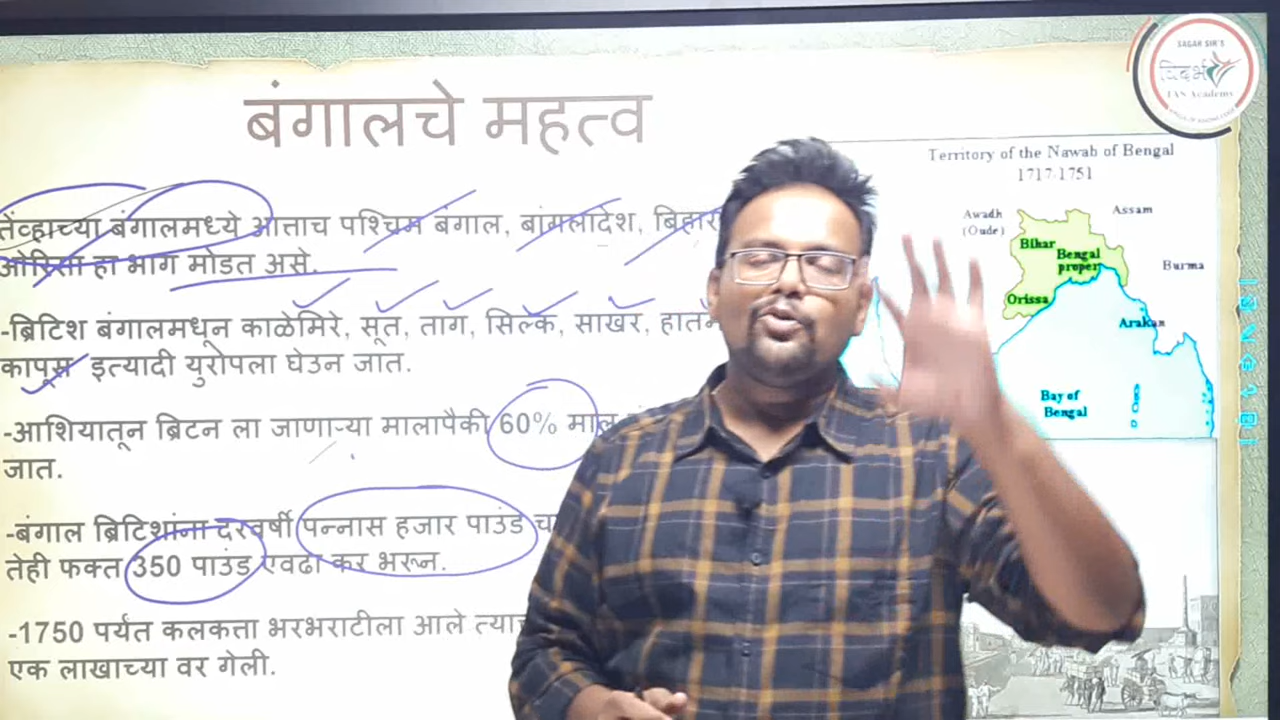 SAGAR SIR'S
विदर्भ
IAS Academy
बंगालचे महत्व
तेंव्हाच्या बंगालमध्ये आत्ताच पश्चिम बंगाल, बांगलादेश, बिहार
ओरिसा हा भाग मोडत असे.
-ब्रिटिश बंगालमधून काळेमिरे, सूत, ताग, सिल्क, साखर,
कापूस इत्यादी युरोपला घेउन जात.
-आशियातून ब्रिटन ला जाणाऱ्या मालापैकी 60% माल
जात.
-बंगाल ब्रिटिशांना दरवर्षी पन्नास हजार पाउंड
तेही फक्त 350 पाउंड एवढा कर भरून.
-1750 पर्यंत कलकत्ता भरभराटीला आले
एक लाखाच्या वर गेली.
Territory of the Nawab of Bengal
1717-1751
Awadh
(Oude)
Assam
Bihar
Bengal
proper
Burma
Orissa
Arakan
Bay of
Bengal